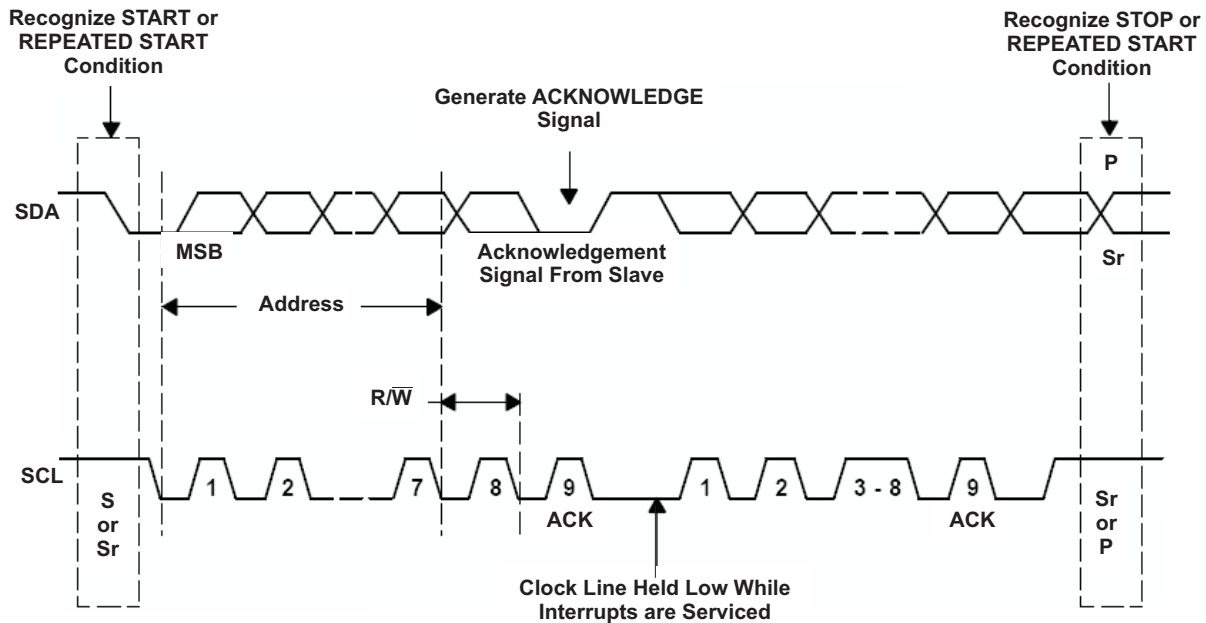 Recognize START or
REPEATED START
Condition
Recognize STOP or
REPEATED START
Condition
Generate ACKNOWLEDGE
Signal
P
SDA
MSB
Acknowledgement
Signal From Slave
Sr
Address
R/W̅
SCL
1
2
7
8
9
1
2
3 - 8
9
ACK
ACK
S
or
Sr
Sr
or
P
Clock Line Held Low While
Interrupts are Serviced